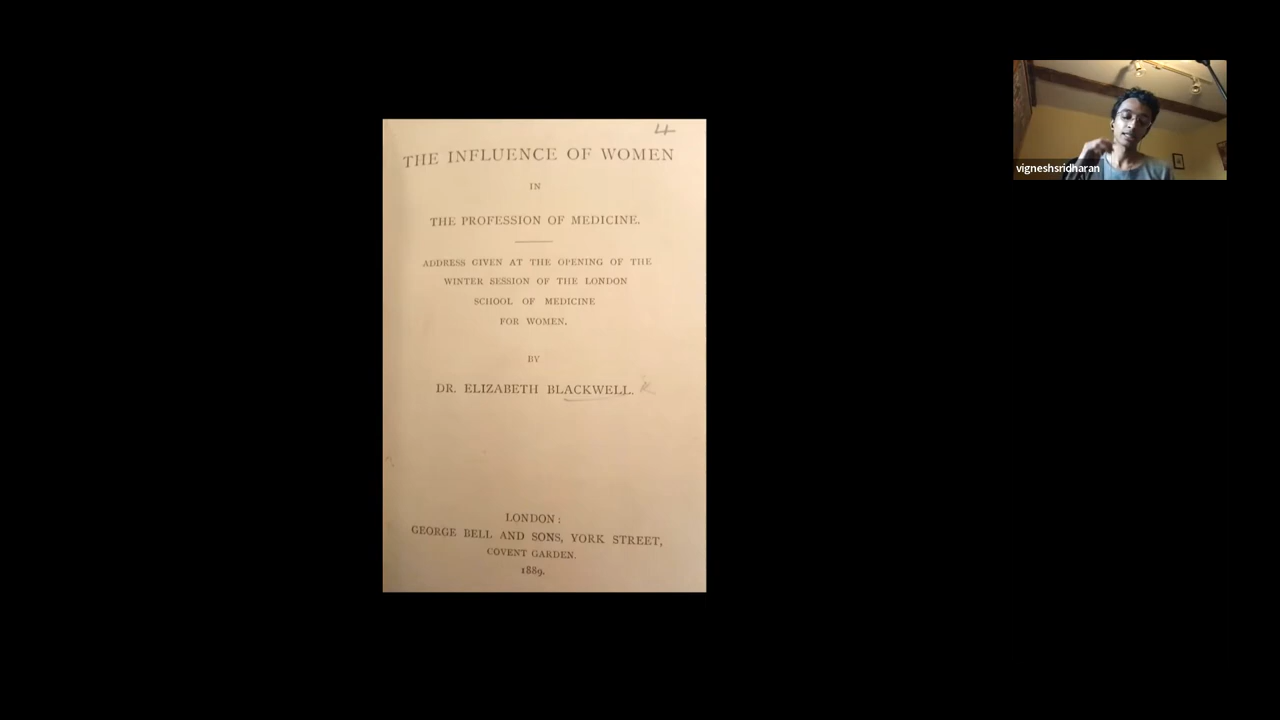 4
THE INFLUENCE OF WOMEN
IN
THE PROFESSION OF MEDICINE.
ADDRESS GIVEN AT THE OPENING OF THE
WINTER SESSION OF THE LONDON
SCHOOL OF MEDICINE
FOR WOMEN.
BY
DR. ELIZABETH BLACKWELL.
LONDON:
GEORGE BELL AND SONS, YORK STREET,
COVENT GARDEN.
1889.
vigneshsridharan